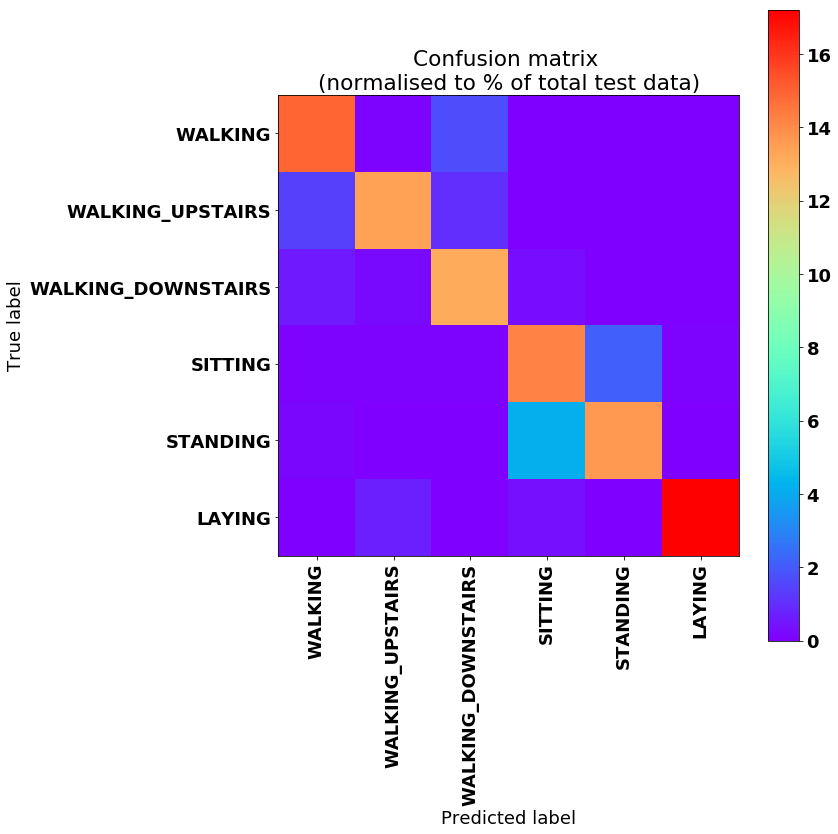 Confusion matrix
(normalised to % of total test data)
True label
WALKING
WALKING_UPSTAIRS
WALKING_DOWNSTAIRS
SITTING
STANDING
LAYING
WALKING
WALKING_UPSTAIRS
WALKING_DOWNSTAIRS
SITTING
STANDING
LAYING
Predicted label
16
14
12
10
8
6
4
2
0